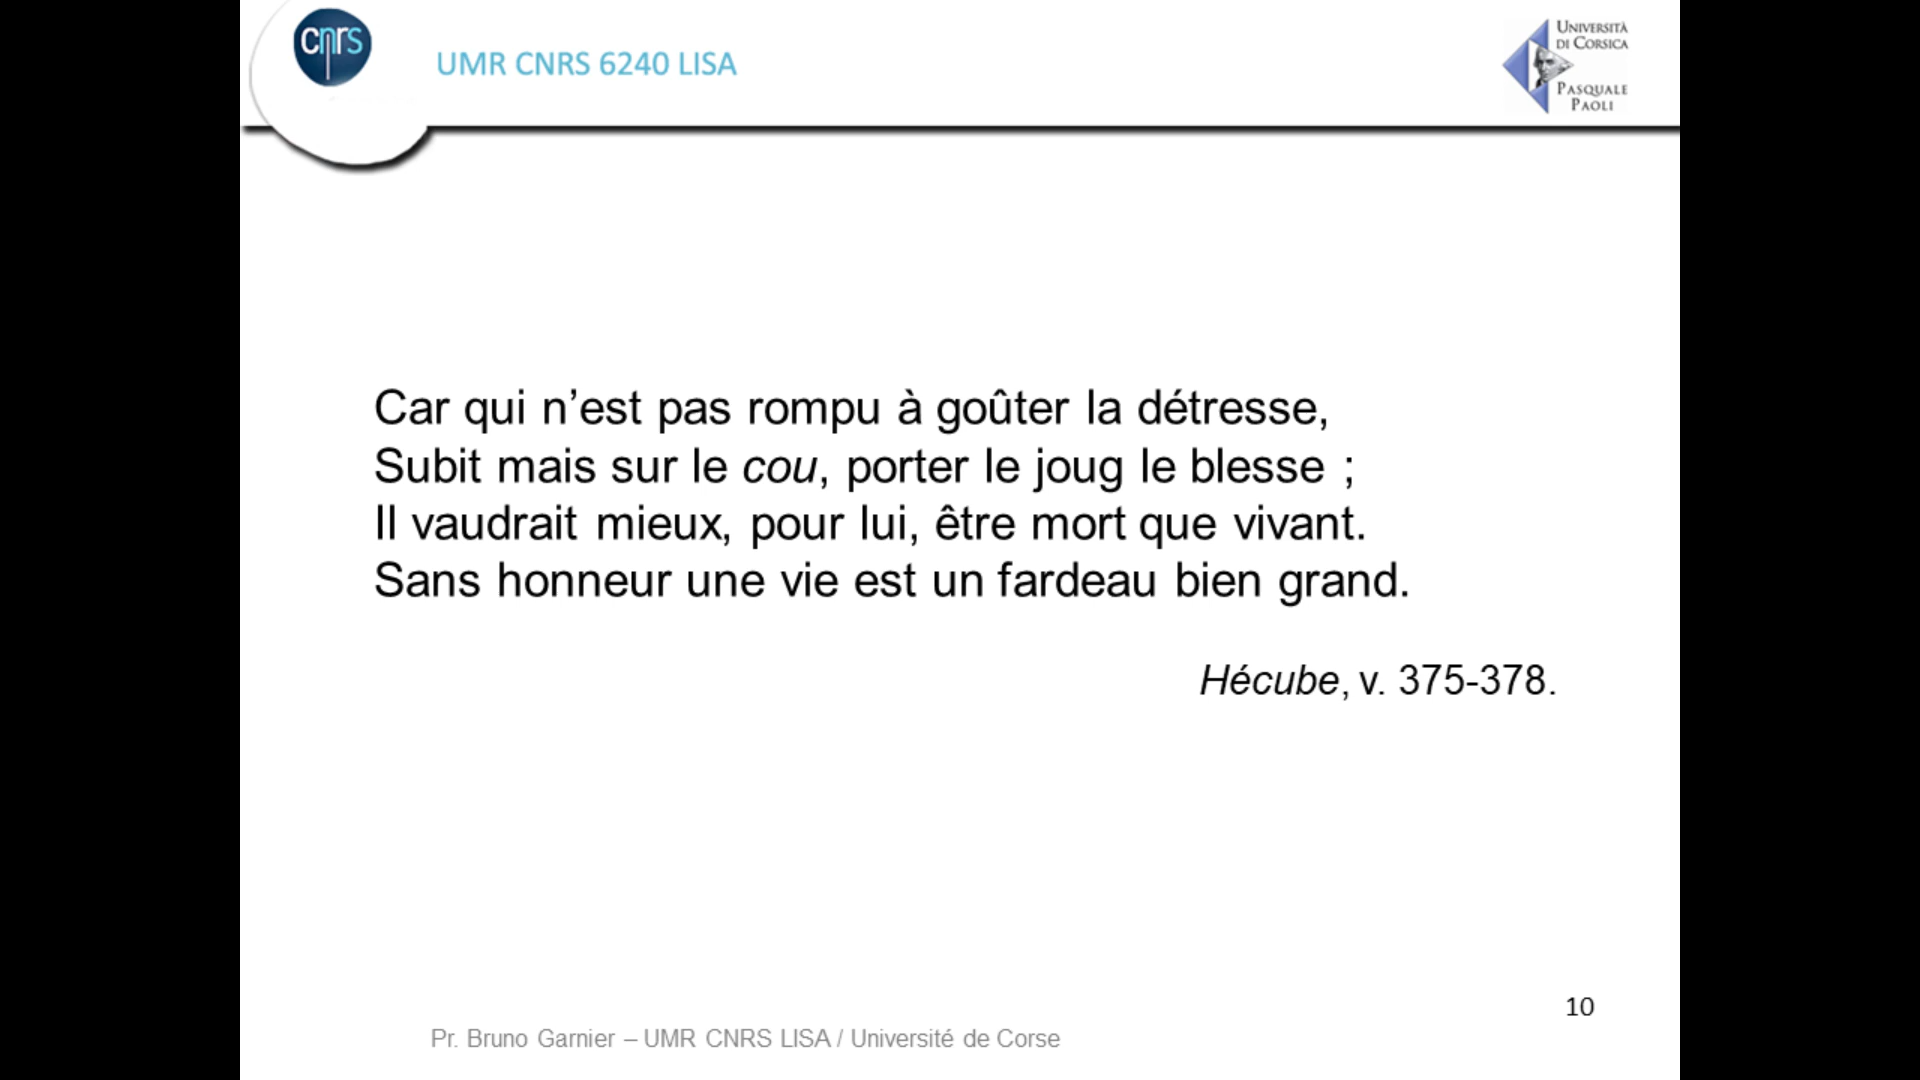 cnrs
UMR CNRS 6240 LISA
UNIVERSITÀ
DI CORSICA
PASQUALE
PAOLI
Car qui n’est pas rompu à goûter la détresse,
Subit mais sur le cou, porter le joug le blesse ;
Il vaudrait mieux, pour lui, être mort que vivant.
Sans honneur une vie est un fardeau bien grand.
Hécube, v. 375-378.
10
Pr. Bruno Garnier – UMR CNRS LISA / Université de Corse